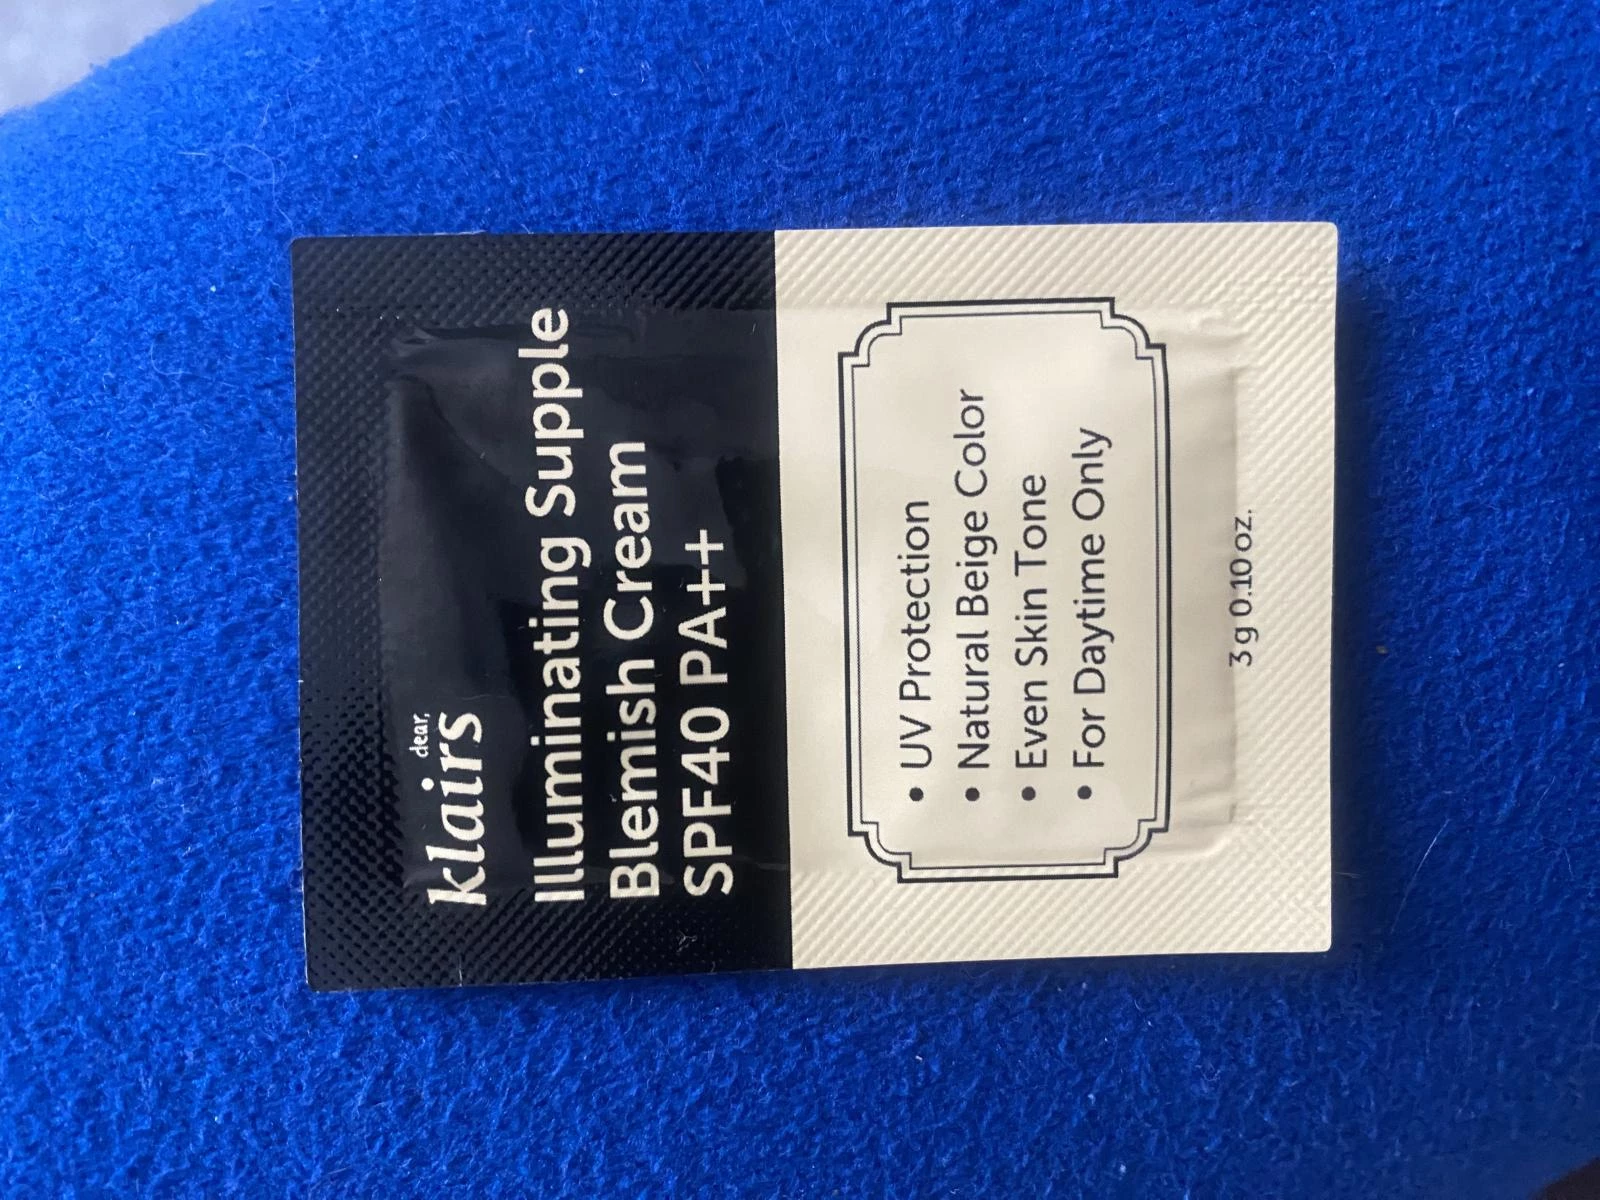 dear,
klairs
Illuminating Supple
Blemish Cream
SPF40 PA++
• UV Protection
• Natural Beige Color
• Even Skin Tone
• For Daytime Only
3 g 0.10 oz.